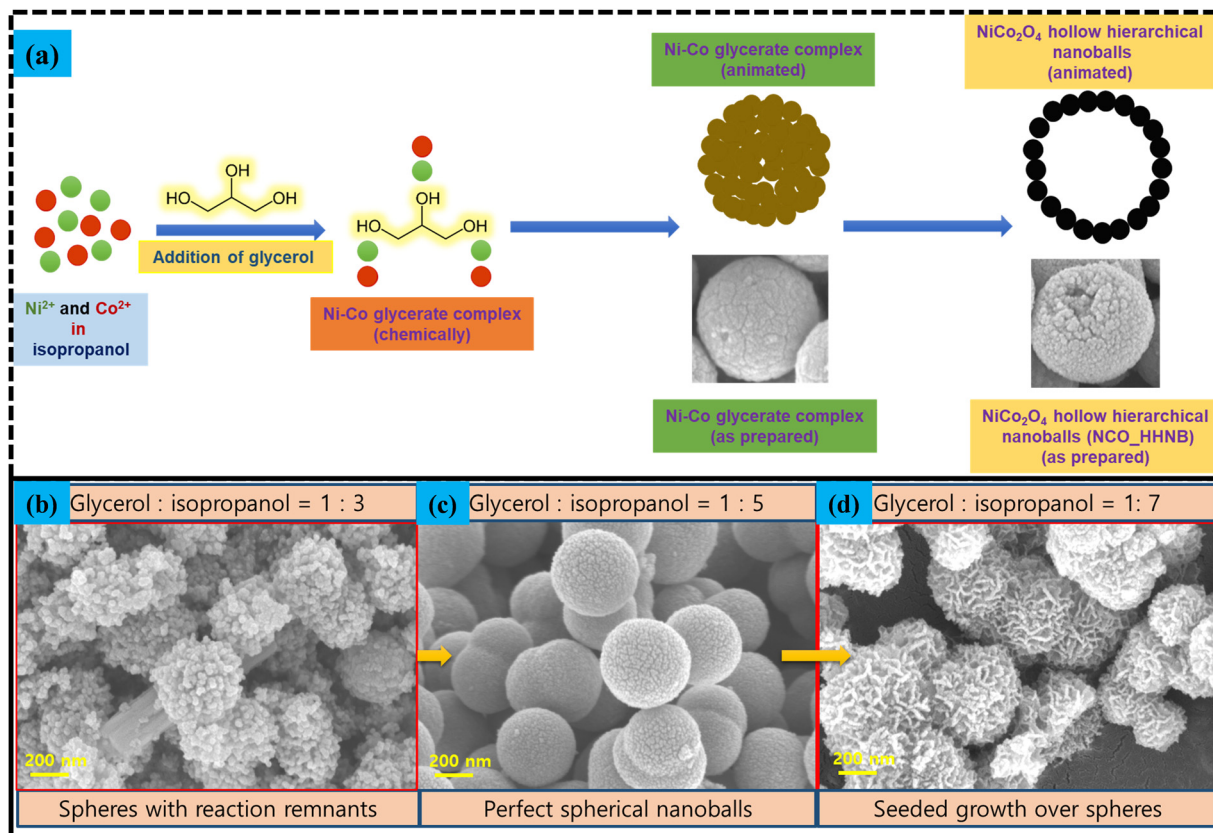 (a)
Ni²⁺ and Co²⁺
in
isopropanol
HO
OH
OH
Addition of glycerol
HO
OH
OH
Ni-Co glycerate complex
(chemically)
Ni-Co glycerate complex
(animated)
Ni-Co glycerate complex
(as prepared)
NiCo₂O₄ hollow hierarchical
nanoballs
(animated)
NiCo₂O₄ hollow hierarchical
nanoballs (NCO_HHNB)
(as prepared)
(b)
Glycerol : isopropanol = 1 : 3
200 nm
Spheres with reaction remnants
(c)
Glycerol : isopropanol = 1 : 5
200 nm
Perfect spherical nanoballs
(d)
Glycerol : isopropanol = 1: 7
200 nm
Seeded growth over spheres